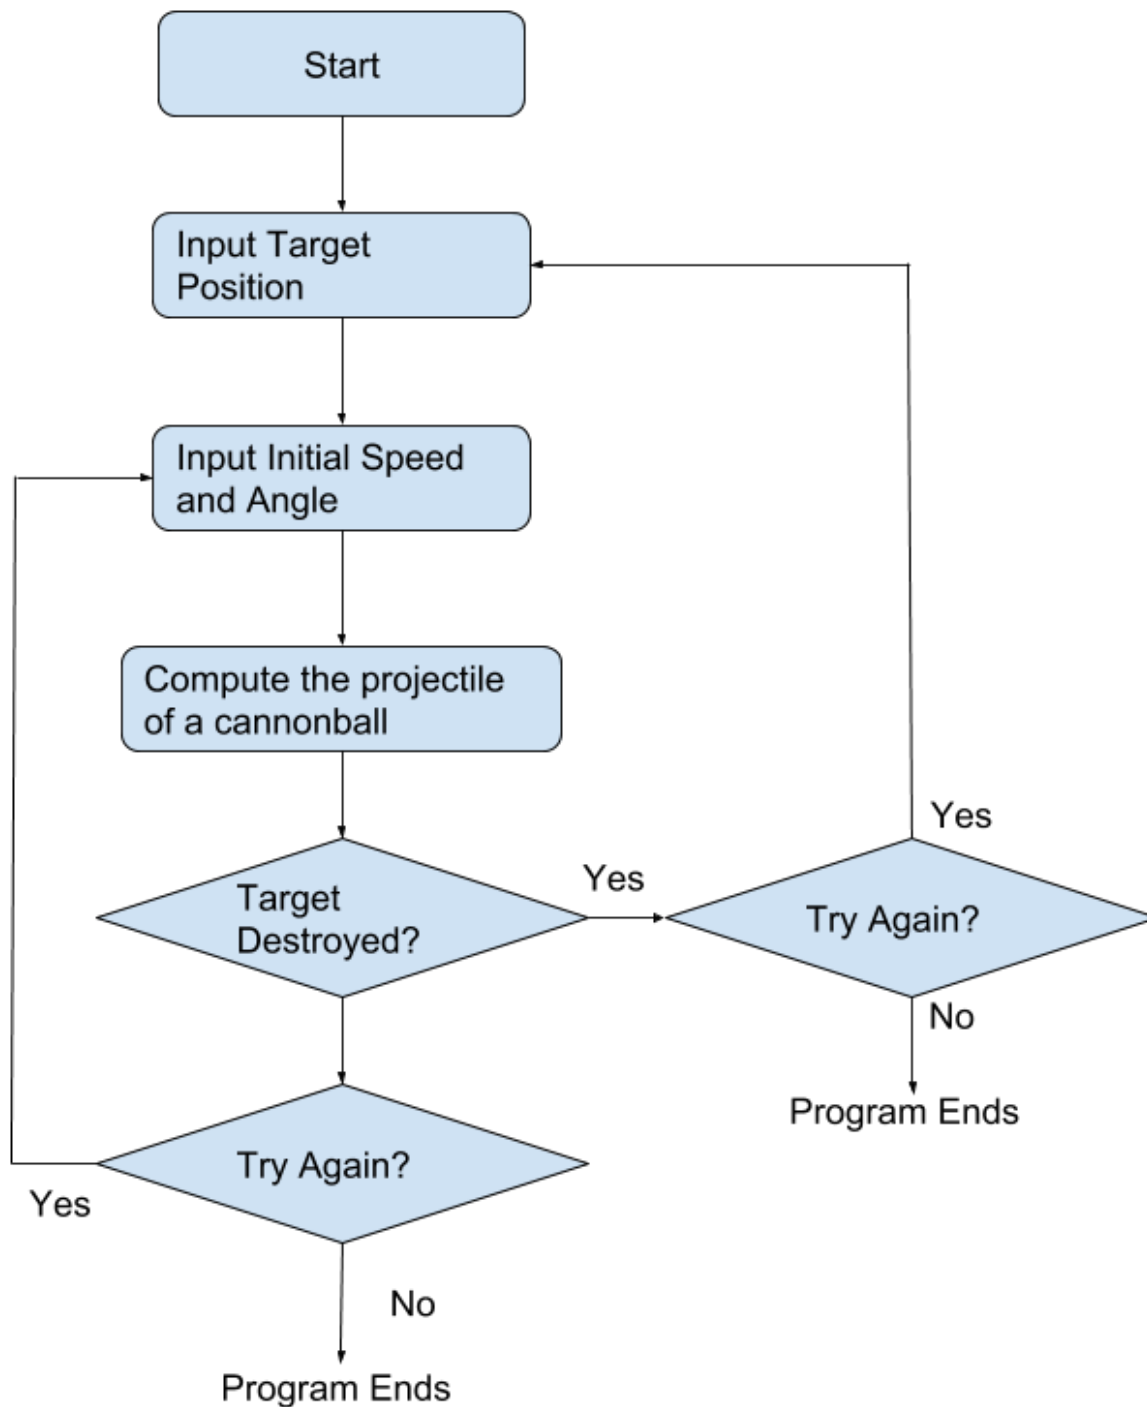 Start
Input Target
Position
Input Initial Speed
and Angle
Compute the projectile
of a cannonball
Target
Destroyed?
Yes
Try Again?
Yes
No
Program Ends
Try Again?
Yes
No
Program Ends